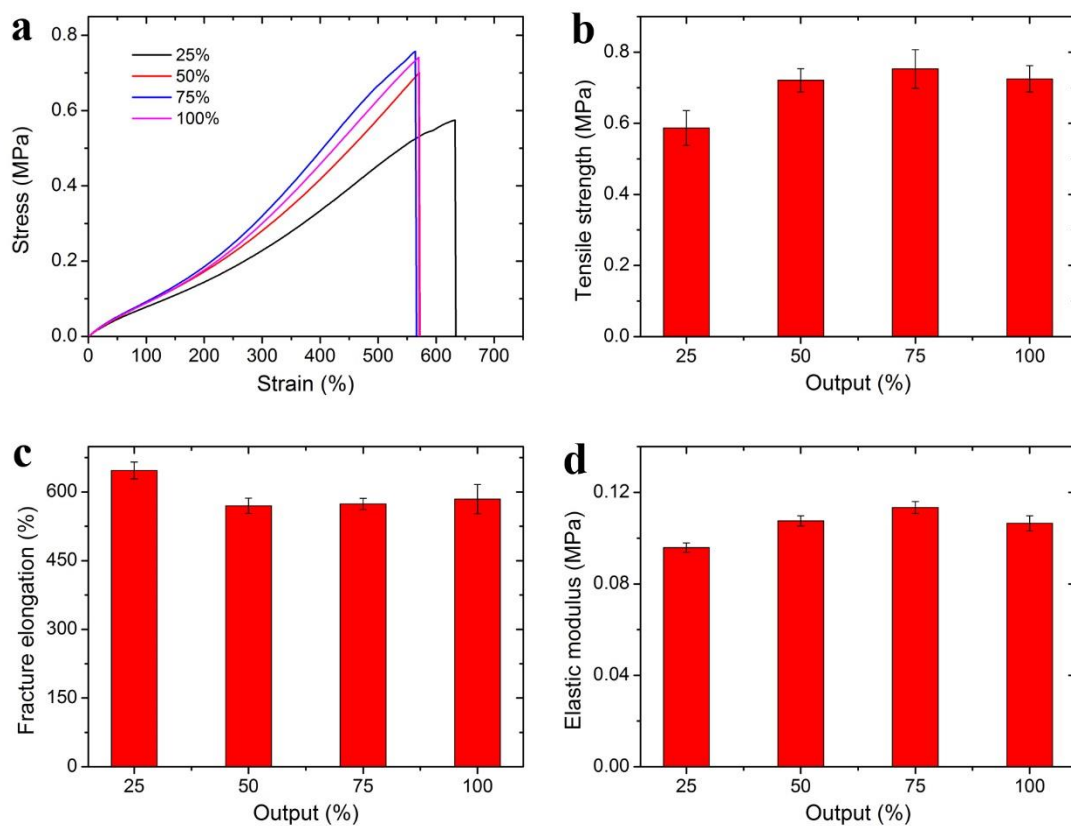 a
0.8
0.6
0.4
0.2
0.0
Stress (MPa)
25%
50%
75%
100%
0 100 200 300 400 500 600 700
Strain (%)
b
0.8
0.6
0.4
0.2
0.0
Tensile strength (MPa)
25 50 75 100
Output (%)
c
600
450
300
150
0
Fracture elongation (%)
25 50 75 100
Output (%)
d
0.12
0.08
0.04
0.00
Elastic modulus (MPa)
25 50 75 100
Output (%)